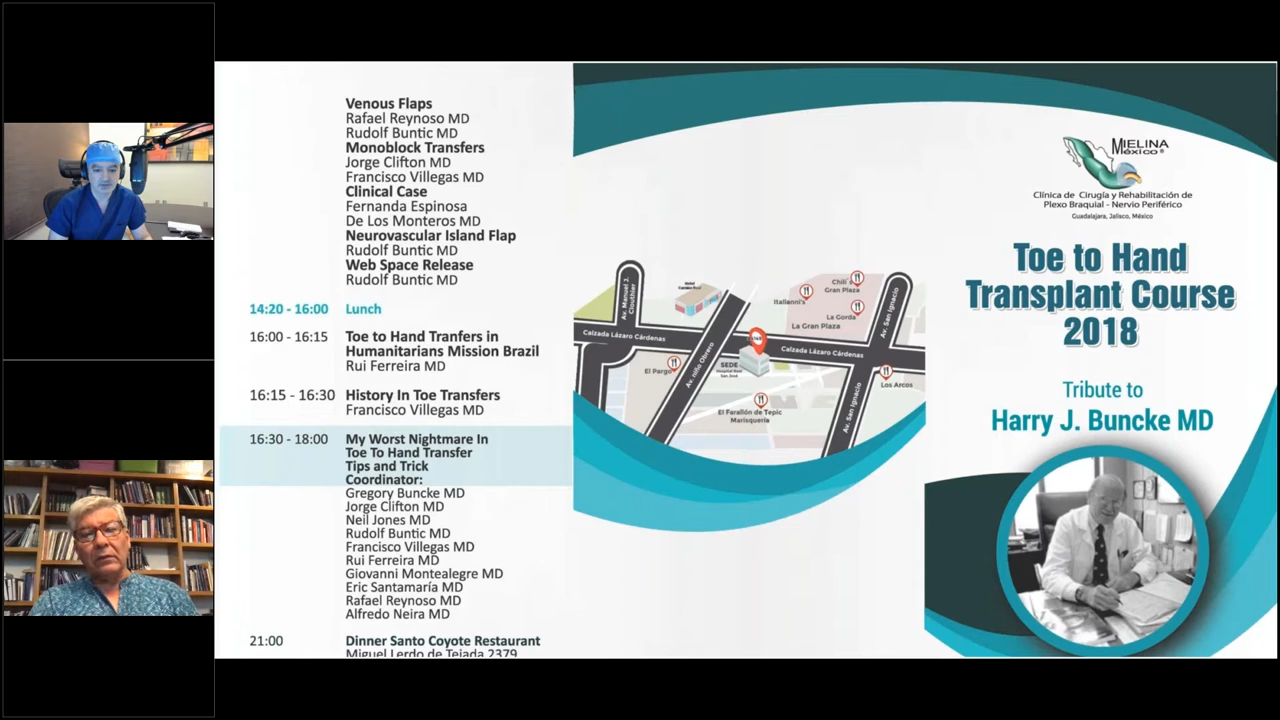 Venous Flaps
Rafael Reynoso MD
Rudolf Buntic MD
Monoblock Transfers
Jorge Clifton MD
Francisco Villegas MD
Clinical Case
Fernanda Espinosa
De Los Monteros MD
Neurovascular Island Flap
Rudolf Buntic MD
Web Space Release
Rudolf Buntic MD
14:20 - 16:00 Lunch
16:00 - 16:15 Toe to Hand Tranfers in
Humanitarians Mission Brazil
Rui Ferreira MD
16:15 - 16:30 History In Toe Transfers
Francisco Villegas MD
16:30 - 18:00 My Worst Nightmare In
Toe To Hand Transfer
Tips and Trick
Coordinator:
Gregory Buncke MD
Jorge Clifton MD
Neil Jones MD
Rudolf Buntic MD
Francisco Villegas MD
Rui Ferreira MD
Giovanni Montealegre MD
Eric Santamaría MD
Rafael Reynoso MD
Alfredo Neira MD
21:00 Dinner Santo Coyote Restaurant
Miguel Lerdo de Tejada 2379
Av. Manuel J.
Clouthier
Italianni's
Chili's
Gran Plaza
La Gorda
La Gran Plaza
Av. San Ignacio
Calzada Lázaro Cárdenas
Calzada Lázaro Cárdenas
El Pargo
Av. niño Obrero
SEDE
Los Arcos
El Farallón de Tepic
Marisquería
Av. San Ignacio
MIELINA
México®
Clínica de Cirugía y Rehabilitación de
Plexo Braquial - Nervio Periférico
Guadalajara, Jalisco, México
Toe to Hand
Transplant Course
2018
Tribute to
Harry J. Buncke MD